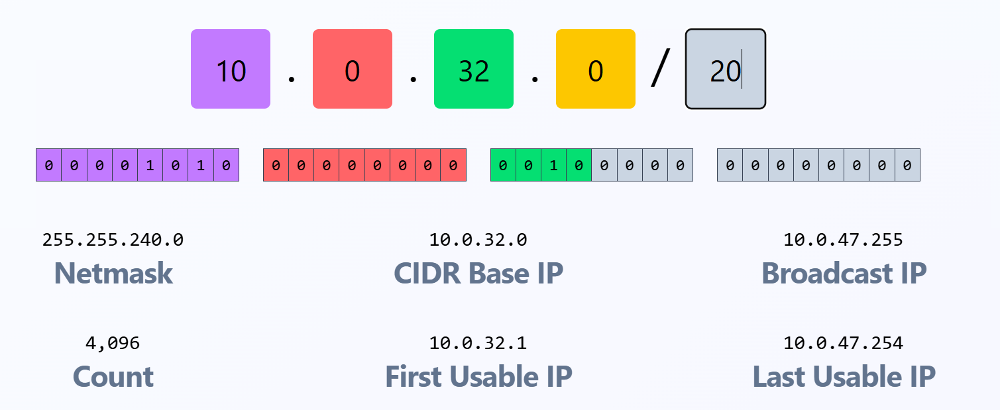 10 . 0 . 32 . 0 / 20
0 0 0 0 1 0 1 0 0 0 0 0 0 0 0 0 0 0 1 0 0 0 0 0 0 0 0 0 0 0 0 0
255.255.240.0 10.0.32.0 10.0.47.255
Netmask CIDR Base IP Broadcast IP
4,096 10.0.32.1 10.0.47.254
Count First Usable IP Last Usable IP